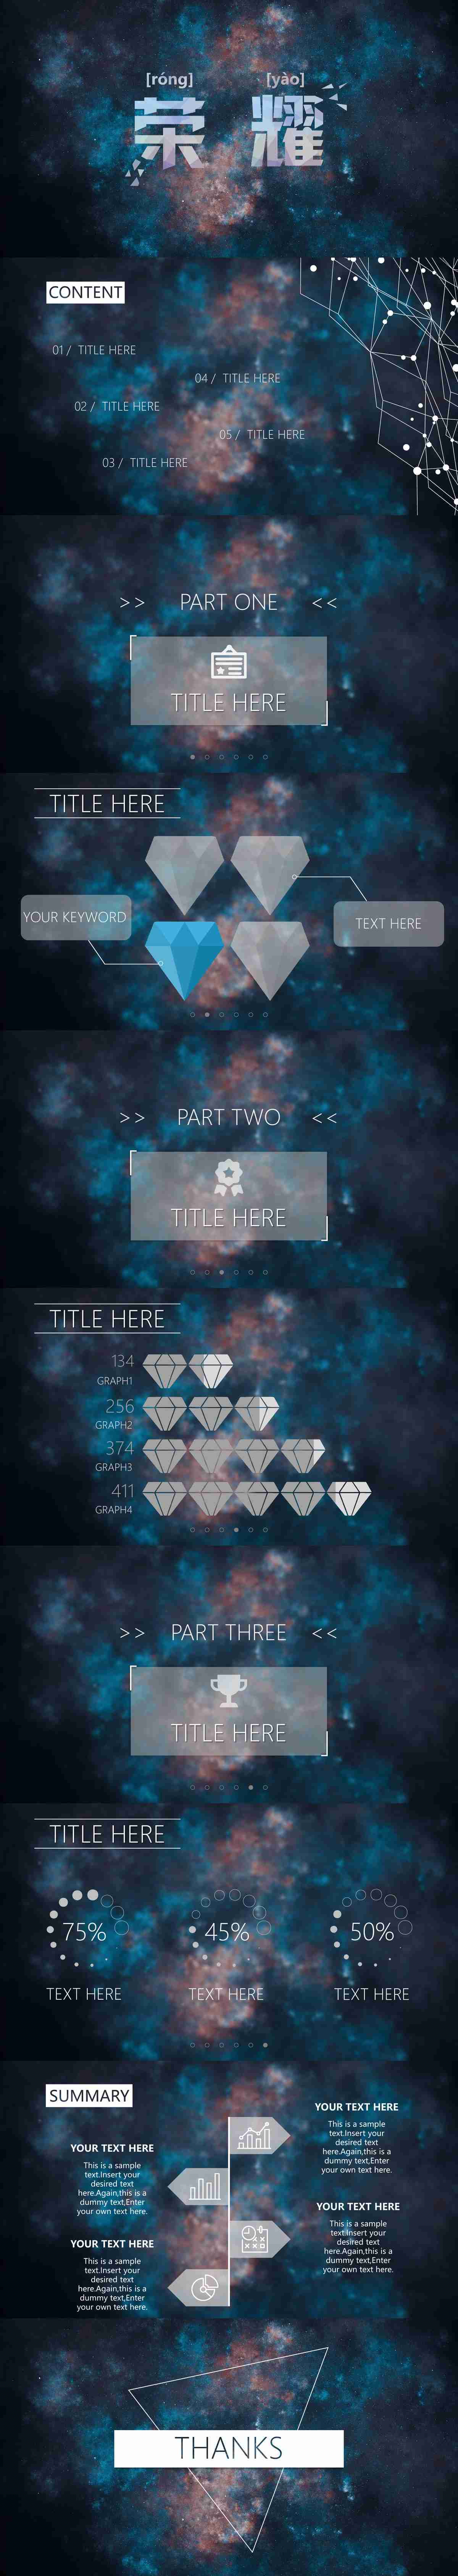 [róng] [yào]
荣 耀
CONTENT
01 / TITLE HERE
04 / TITLE HERE
02 / TITLE HERE
05 / TITLE HERE
03 / TITLE HERE
>> PART ONE <<
TITLE HERE
TITLE HERE
YOUR KEYWORD
TEXT HERE
>> PART TWO <<
TITLE HERE
TITLE HERE
134
GRAPH1
256
GRAPH2
374
GRAPH3
411
GRAPH4
>> PART THREE <<
TITLE HERE
TITLE HERE
75% 45% 50%
TEXT HERE TEXT HERE TEXT HERE
SUMMARY
YOUR TEXT HERE
This is a sample
text.Insert your
desired text
here.Again,this is a
dummy text,Enter
your own text here.
YOUR TEXT HERE
This is a sample
text.Insert your
desired text
here.Again,this is a
dummy text,Enter
your own text here.
YOUR TEXT HERE
This is a sample
text.Insert your
desired text
here.Again,this is a
dummy text,Enter
your own text here.
YOUR TEXT HERE
This is a sample
text.Insert your
desired text
here.Again,this is a
dummy text,Enter
your own text here.
THANKS